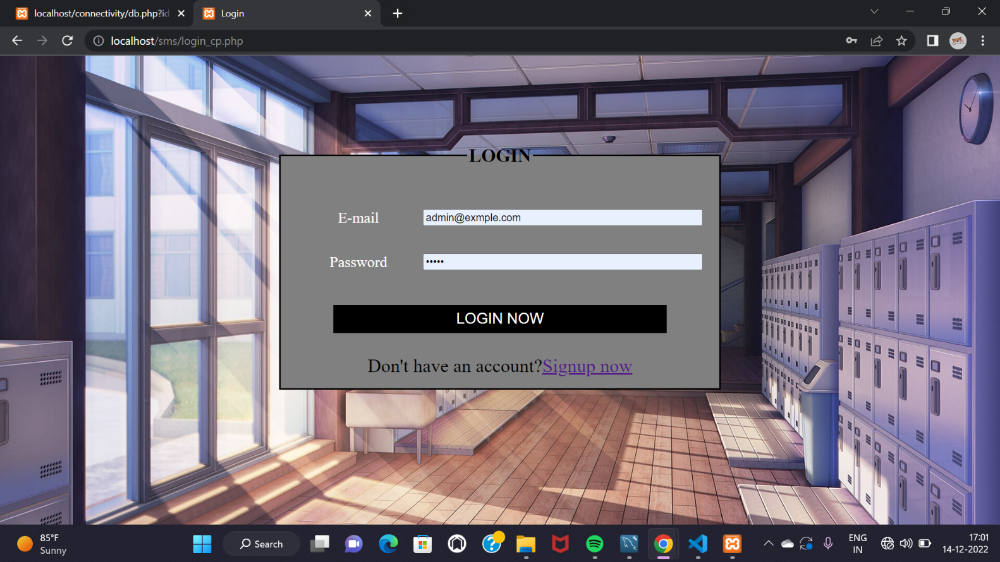 localhost/connectivity/db.php?id
Login
localhost/sms/login_cp.php
LOGIN
E-mail
admin@exmple.com
Password
•••••
LOGIN NOW
Don't have an account?Signup now
85°F
Sunny
Search
ENG
IN
17:01
14-12-2022